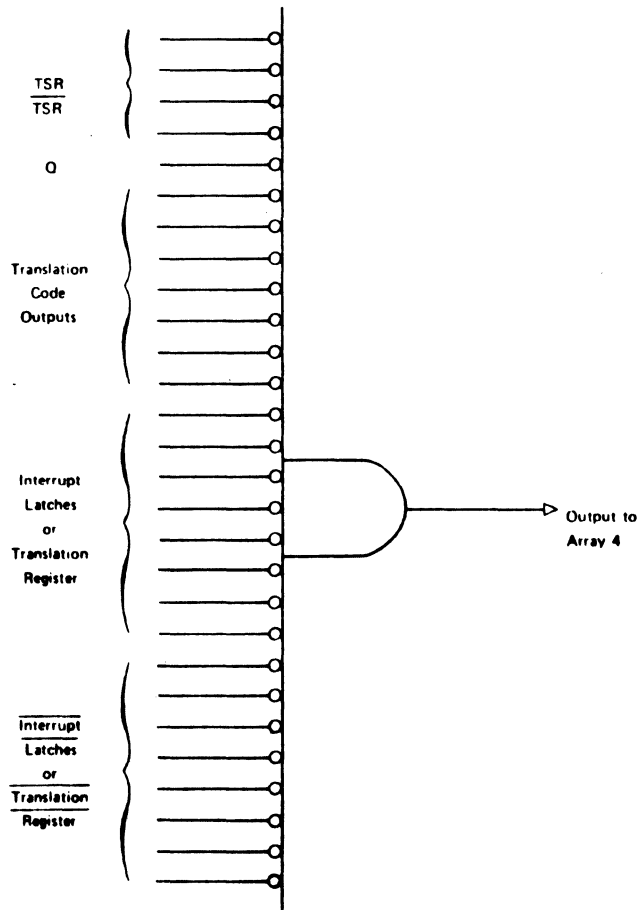 TSR
TSR
Q
Translation
Code
Outputs
Interrupt
Latches
or
Translation
Register
Output to
Array 4
Interrupt
Latches
or
Translation
Register